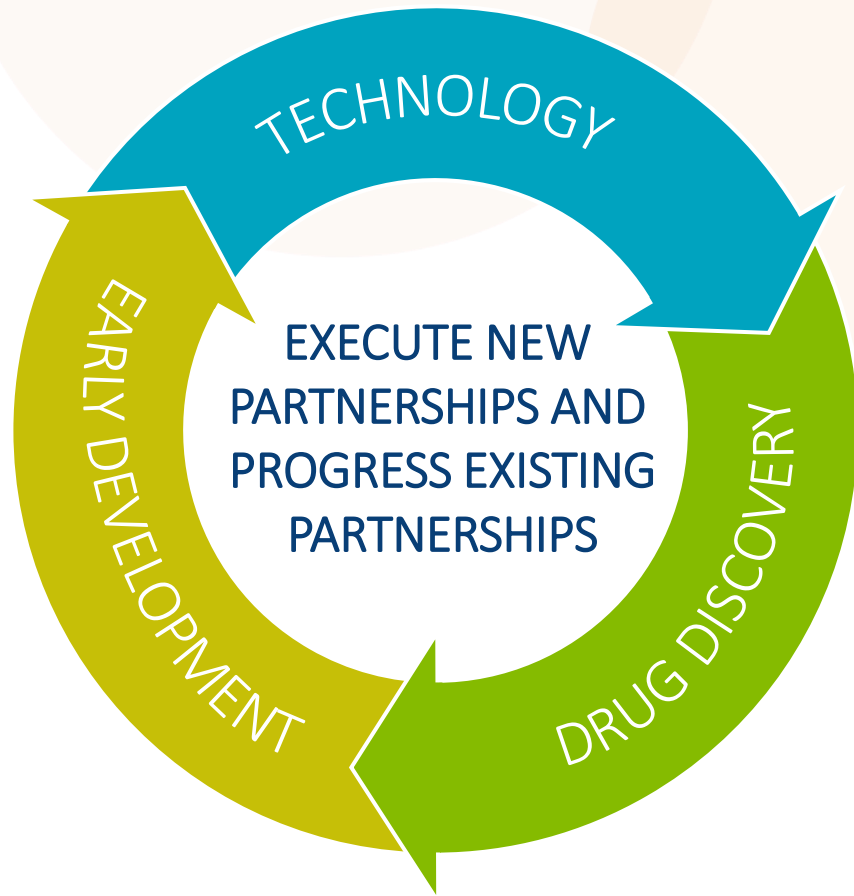 TECHNOLOGY
EARLY DEVELOPMENT
EXECUTE NEW
PARTNERSHIPS AND
PROGRESS EXISTING
PARTNERSHIPS
DRUG DISCOVERY